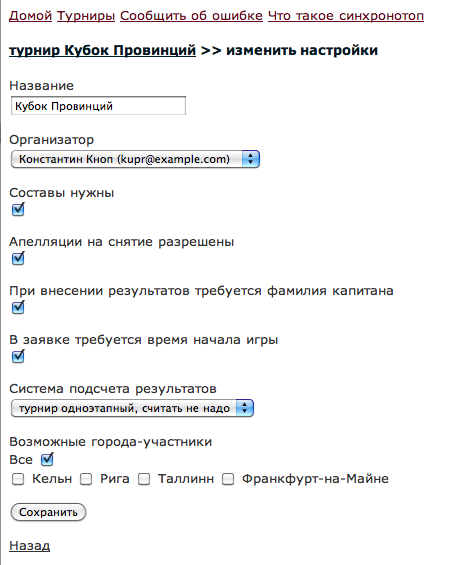 Домой Турниры Сообщить об ошибке Что такое синхронотоп
турнир Кубок Провинций >> изменить настройки
Название
Кубок Провинций
Организатор
Константин Кноп (kupr@example.com)
Составы нужны
Апелляции на снятие разрешены
При внесении результатов требуется фамилия капитана
В заявке требуется время начала игры
Система подсчета результатов
турнир одноэтапный, считать не надо
Возможные города-участники
Все
Кельн Рига Таллинн Франкфурт-на-Майне
Сохранить
Назад